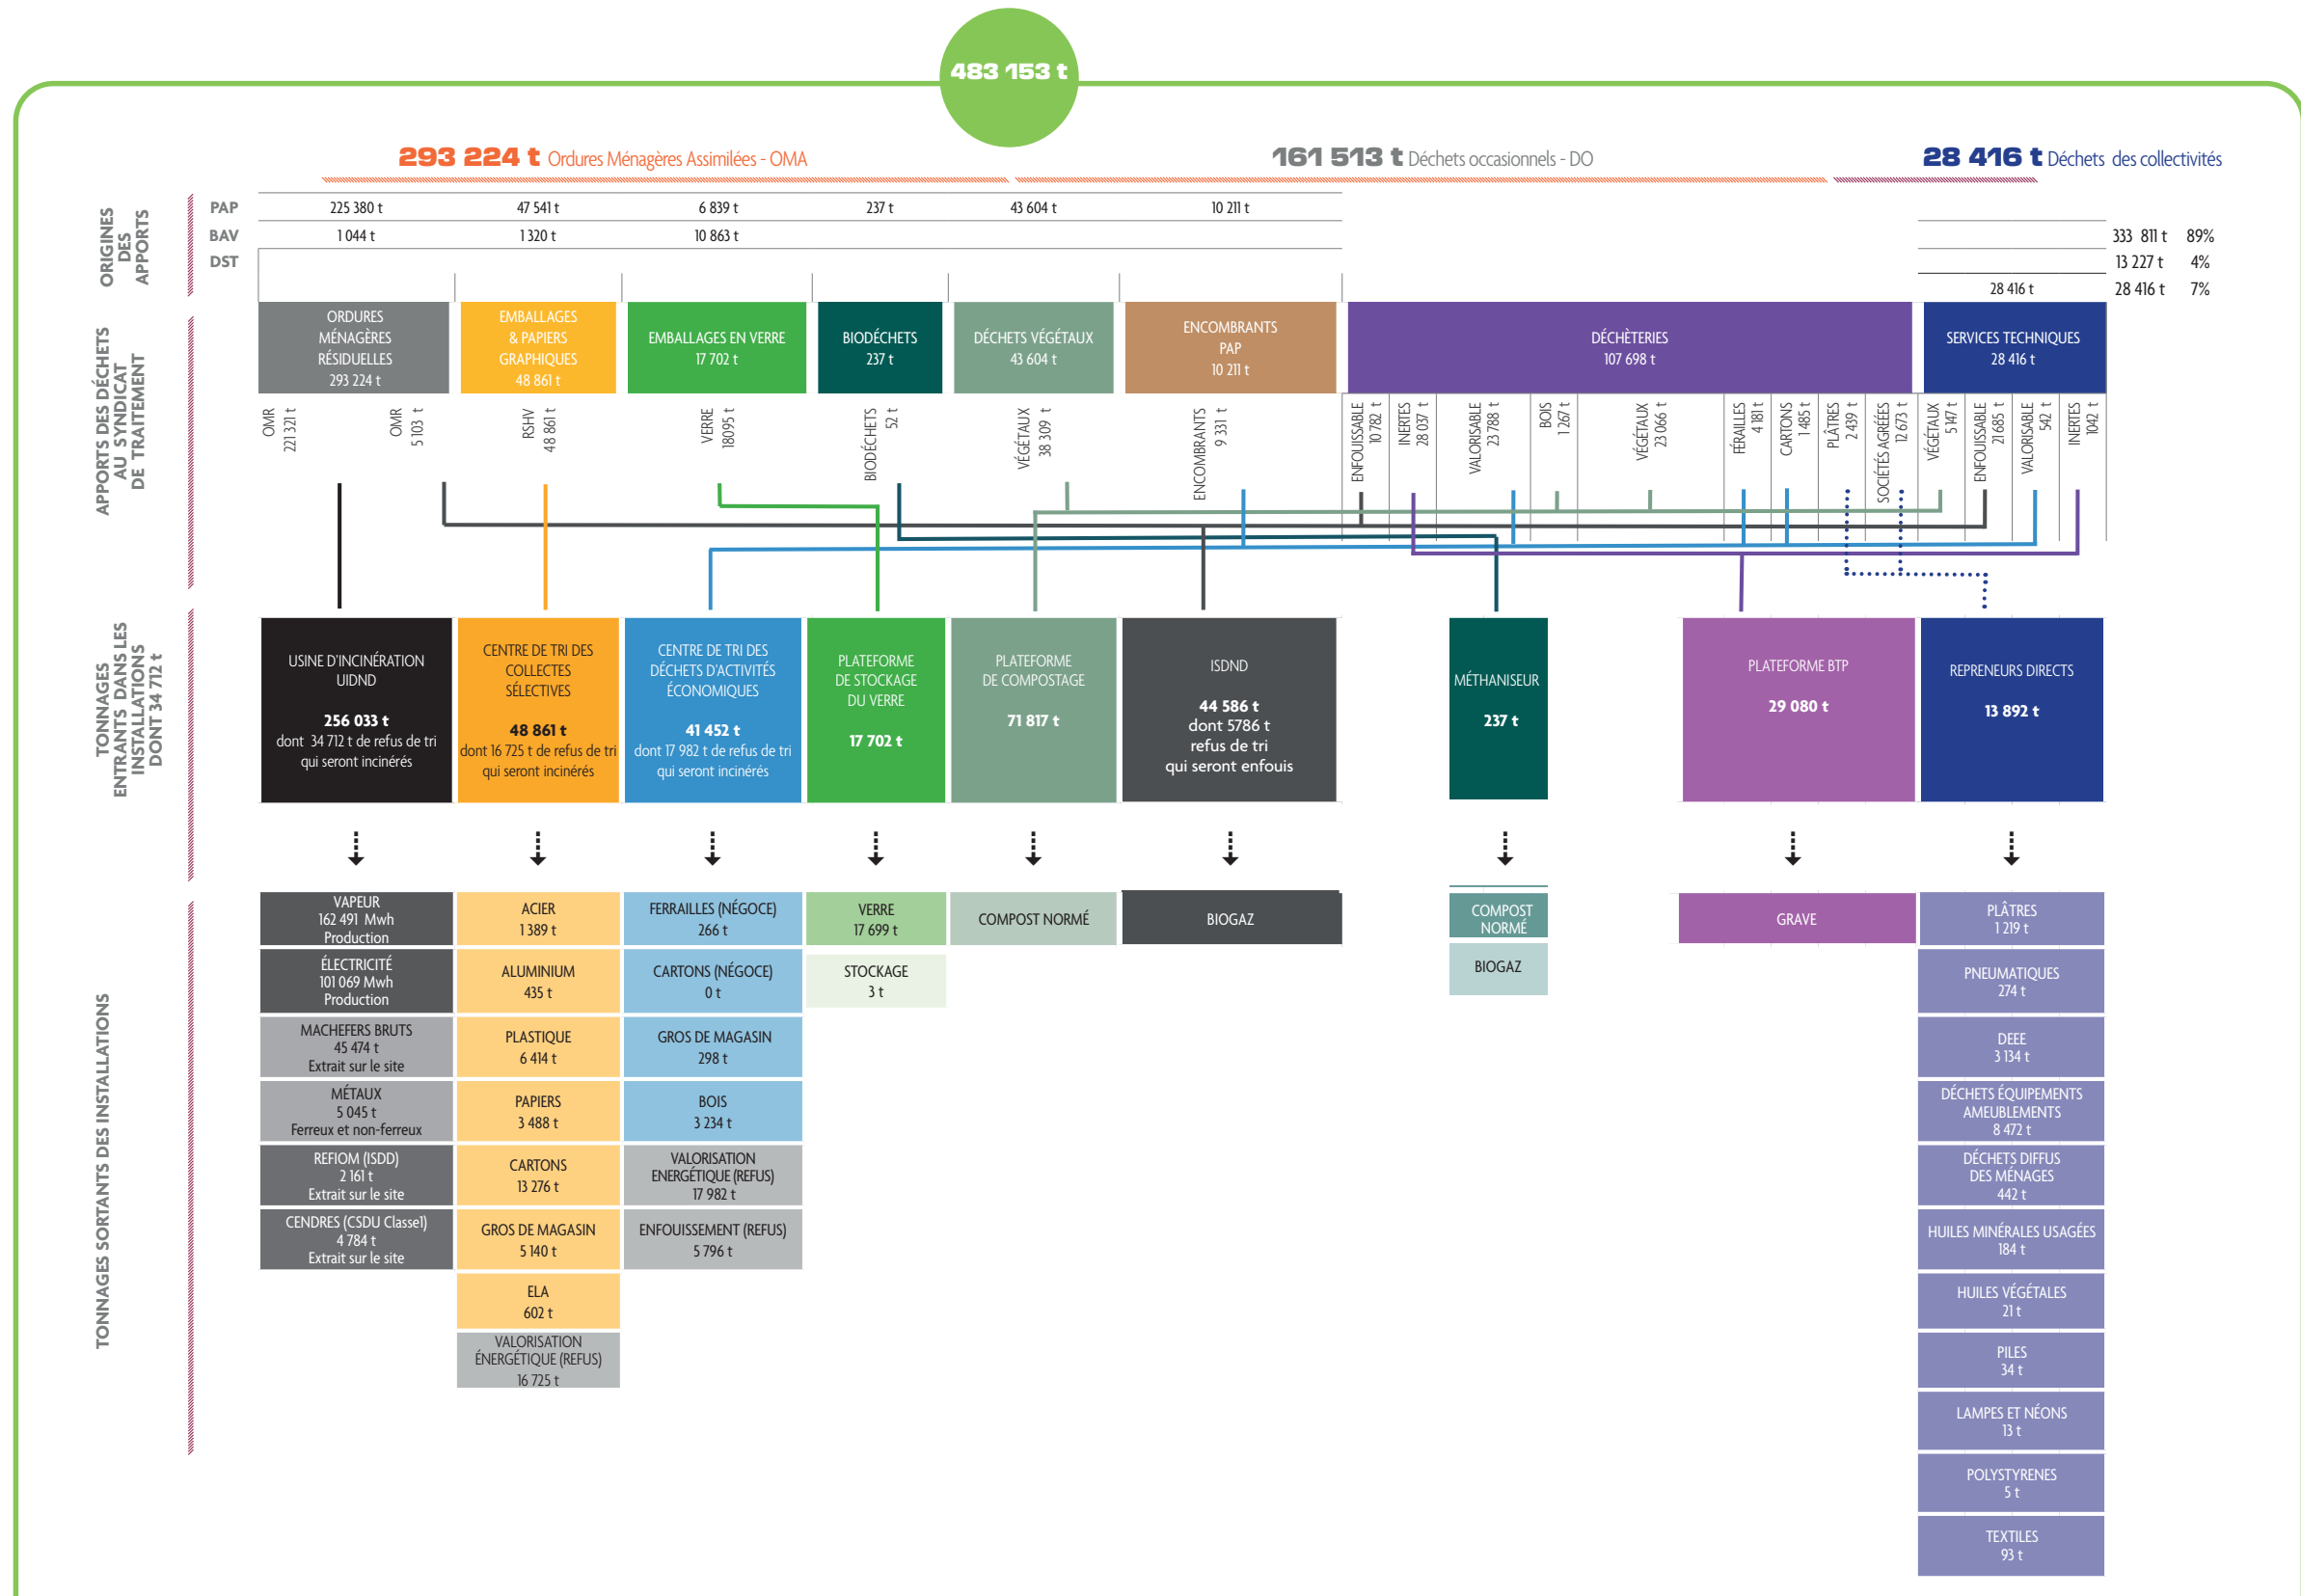 483 153 t
293 224 t Ordures Ménagères Assimilées - OMA
161 513 t Déchets occasionnels - DO
28 416 t Déchets des collectivités
ORIGINES
DES
APPORTS
PAP
225 380 t
47 541 t
6 839 t
237 t
43 604 t
10 211 t
BAV
1 044 t
1 320 t
10 863 t
333 811 t 89%
DST
13 227 t 4%
28 416 t
28 416 t 7%
APPORTS DES DÉCHETS
AU SYNDICAT
DE TRAITEMENT
ORDURES
MÉNAGÈRES
RÉSIDUELLES
293 224 t
EMBALLAGES
& PAPIERS
GRAPHIQUES
48 861 t
EMBALLAGES EN VERRE
17 702 t
BIODÉCHETS
237 t
DÉCHETS VÉGÉTAUX
43 604 t
ENCOMBRANTS
PAP
10 211 t
DÉCHÈTERIES
107 698 t
SERVICES TECHNIQUES
28 416 t
OMR
221 321 t
OMR
5 103 t
RSHV
48 861 t
VERRE
18095 t
BIODÉCHETS
52 t
VÉGÉTAUX
38 309 t
ENCOMBRANTS
9 331 t
ENFOUISSABLE
10 782 t
INERTES
28 037 t
VALORISABLE
23 788 t
BOIS
1 267 t
VÉGÉTAUX
23 066 t
FÉRAILLES
4 181 t
CARTONS
1 485 t
PLÂTRES
2 439 t
SOCIÉTÉS AGRÉÉES
12 673 t
VÉGÉTAUX
5 147 t
ENFOUISSABLE
21 685 t
VALORISABLE
542 t
INERTES
1042 t
TONNAGES
ENTRANTS DANS LES
INSTALLATIONS
DONT 34 712 t
USINE D'INCINÉRATION
UIDND
256 033 t
dont 34 712 t de refus de tri
qui seront incinérés
CENTRE DE TRI DES
COLLECTES
SÉLECTIVES
48 861 t
dont 16 725 t de refus de tri
qui seront incinérés
CENTRE DE TRI DES
DÉCHETS D'ACTIVITÉS
ÉCONOMIQUES
41 452 t
dont 17 982 t de refus de tri
qui seront incinérés
PLATEFORME
DE STOCKAGE
DU VERRE
17 702 t
PLATEFORME
DE COMPOSTAGE
71 817 t
ISDND
44 586 t
dont 5786 t
refus de tri
qui seront enfouis
MÉTHANISEUR
237 t
PLATEFORME BTP
29 080 t
REPRENEURS DIRECTS
13 892 t
TONNAGES SORTANTS DES INSTALLATIONS
VAPEUR
162 491 Mwh
Production
ÉLECTRICITÉ
101 069 Mwh
Production
MACHEFERS BRUTS
45 474 t
Extrait sur le site
MÉTAUX
5 045 t
Ferreux et non-ferreux
REFIOM (ISDD)
2 161 t
Extrait sur le site
CENDRES (CSDU Classe1)
4 784 t
Extrait sur le site
ACIER
1 389 t
ALUMINIUM
435 t
PLASTIQUE
6 414 t
PAPIERS
3 488 t
CARTONS
13 276 t
GROS DE MAGASIN
5 140 t
ELA
602 t
VALORISATION
ÉNERGÉTIQUE (REFUS)
16 725 t
FERRAILLES (NÉGOCE)
266 t
CARTONS (NÉGOCE)
0 t
GROS DE MAGASIN
298 t
BOIS
3 234 t
VALORISATION
ENERGÉTIQUE (REFUS)
17 982 t
ENFOUISSEMENT (REFUS)
5 796 t
VERRE
17 699 t
STOCKAGE
3 t
COMPOST NORMÉ
BIOGAZ
COMPOST
NORMÉ
BIOGAZ
GRAVE
PLÂTRES
1 219 t
PNEUMATIQUES
274 t
DEEE
3 134 t
DÉCHETS ÉQUIPEMENTS
AMEUBLEMENTS
8 472 t
DÉCHETS DIFFUS
DES MÉNAGES
442 t
HUILES MINÉRALES USAGÉES
184 t
HUILES VÉGÉTALES
21 t
PILES
34 t
LAMPES ET NÉONS
13 t
POLYSTYRENES
5 t
TEXTILES
93 t